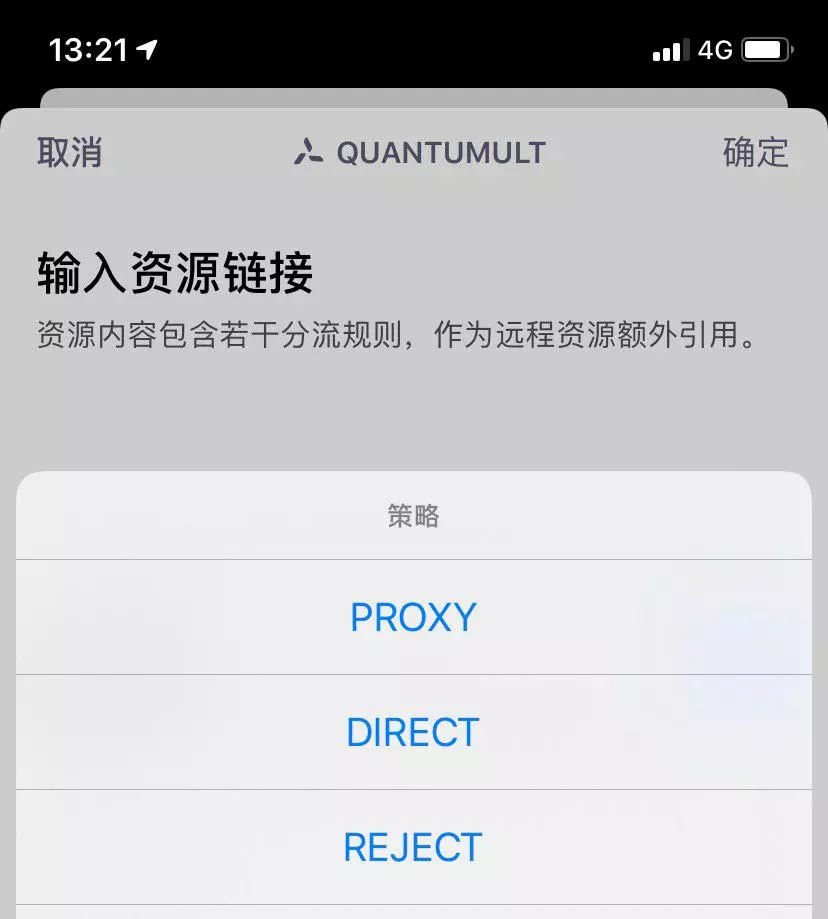 13:21 4G
取消 QUANTUMULT 确定
输入资源链接
资源内容包含若干分流规则，作为远程资源额外引用。
策略
PROXY
DIRECT
REJECT